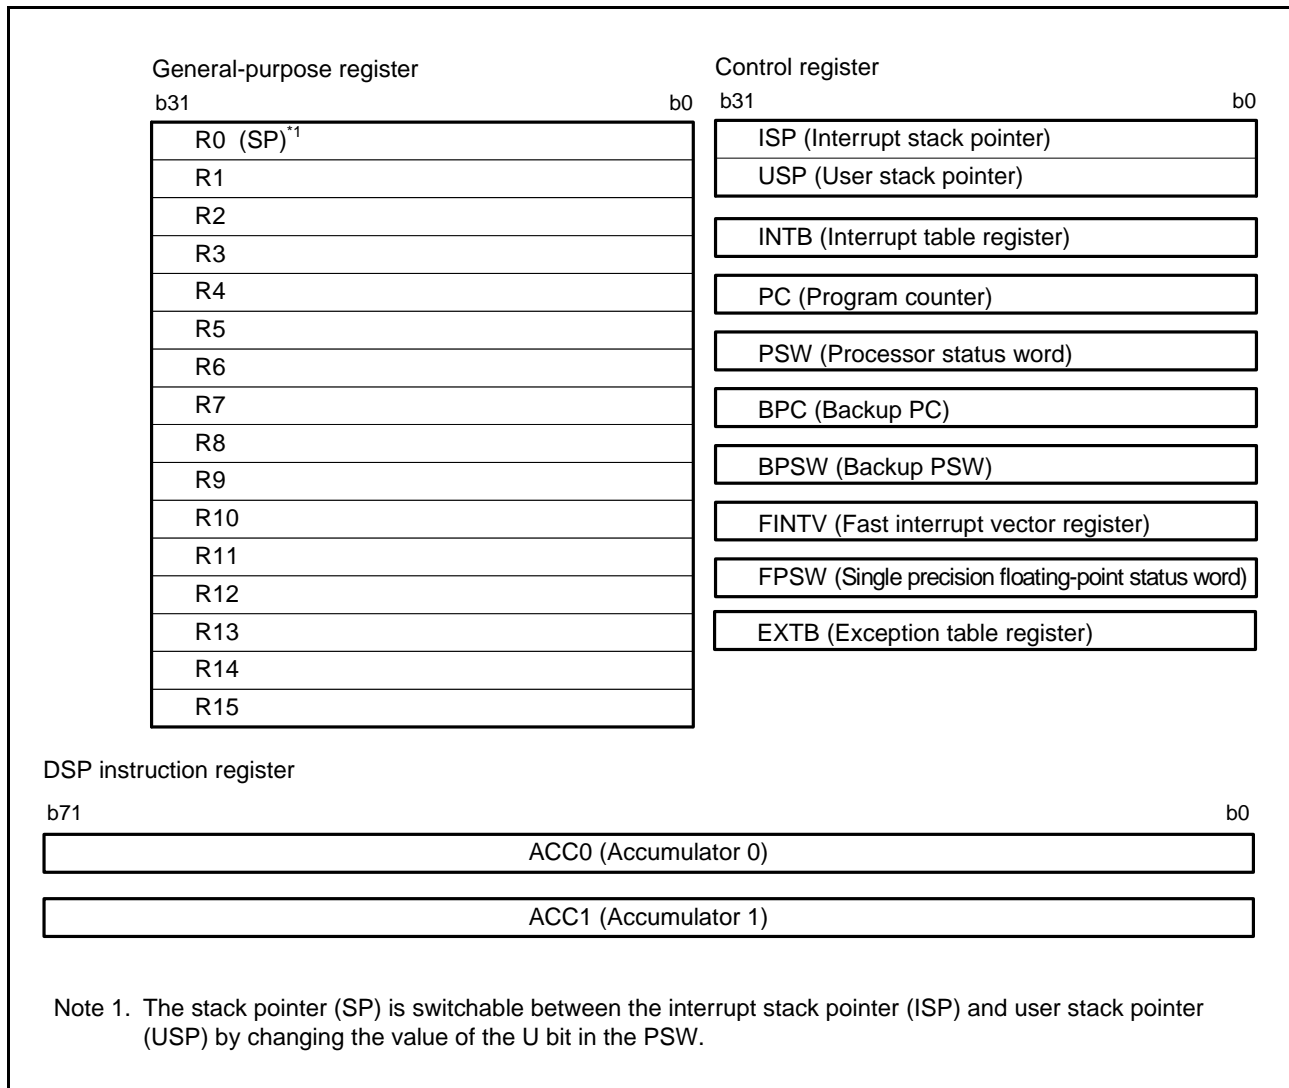 General-purpose register
b31 b0
R0 (SP)*1
R1
R2
R3
R4
R5
R6
R7
R8
R9
R10
R11
R12
R13
R14
R15
Control register
b31 b0
ISP (Interrupt stack pointer)
USP (User stack pointer)
INTB (Interrupt table register)
PC (Program counter)
PSW (Processor status word)
BPC (Backup PC)
BPSW (Backup PSW)
FINTV (Fast interrupt vector register)
FPSW (Single precision floating-point status word)
EXTB (Exception table register)
DSP instruction register
b71 b0
ACC0 (Accumulator 0)
ACC1 (Accumulator 1)
Note 1. The stack pointer (SP) is switchable between the interrupt stack pointer (ISP) and user stack pointer
(USP) by changing the value of the U bit in the PSW.